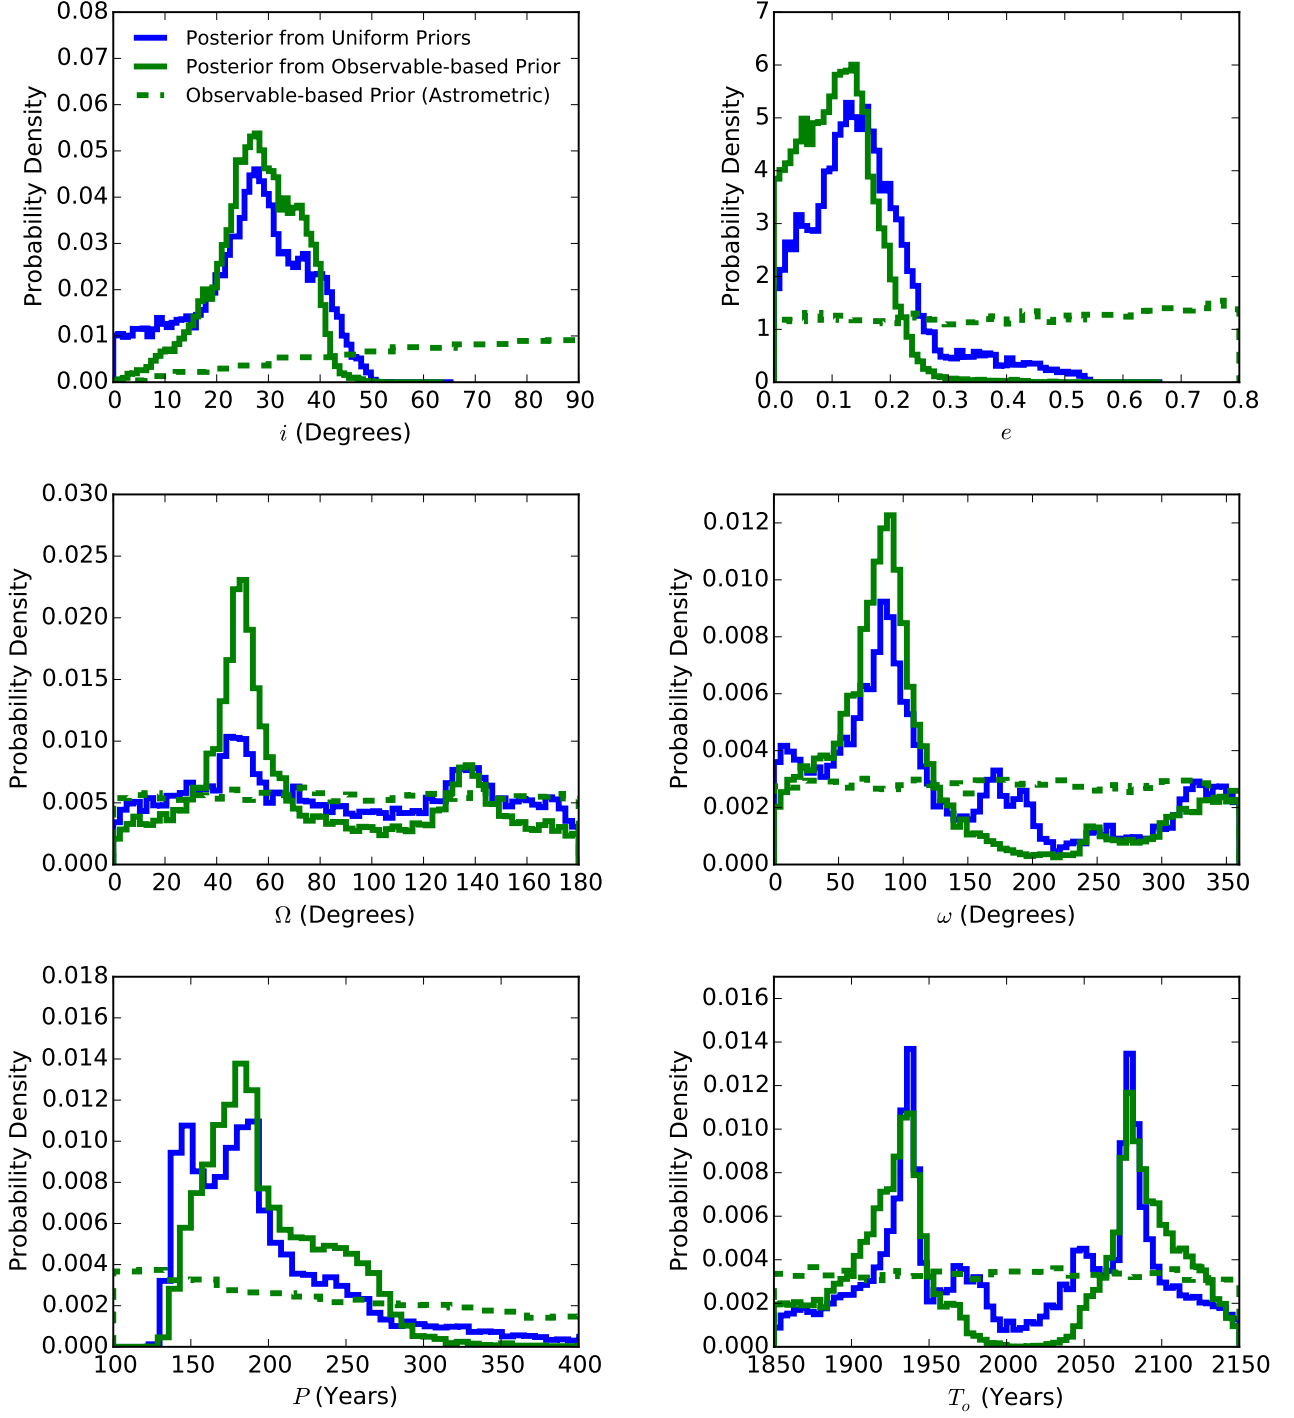 0.08
0.07
0.06
0.05
0.04
0.03
0.02
0.01
0.00
Probability Density
Posterior from Uniform Priors
Posterior from Observable-based Prior
Observable-based Prior (Astrometric)
0 10 20 30 40 50 60 70 80 90
i (Degrees)
7
6
5
4
3
2
1
0
Probability Density
0.0 0.1 0.2 0.3 0.4 0.5 0.6 0.7 0.8
e
0.030
0.025
0.020
0.015
0.010
0.005
0.000
Probability Density
0 20 40 60 80 100 120 140 160 180
Ω (Degrees)
0.012
0.010
0.008
0.006
0.004
0.002
0.000
Probability Density
0 50 100 150 200 250 300 350
ω (Degrees)
0.018
0.016
0.014
0.012
0.010
0.008
0.006
0.004
0.002
0.000
Probability Density
100 150 200 250 300 350 400
P (Years)
0.016
0.014
0.012
0.010
0.008
0.006
0.004
0.002
0.000
Probability Density
1850 1900 1950 2000 2050 2100 2150
T_o (Years)